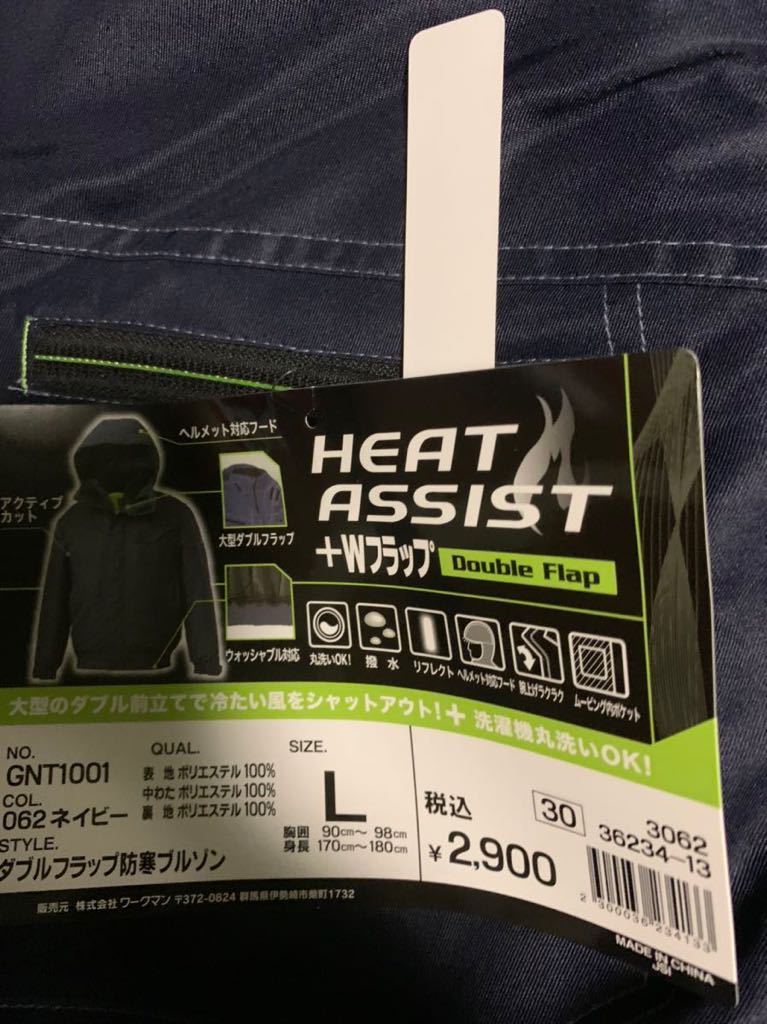 ヘルメット対応フード
アクティブ
カット
大型ダブルフラップ
ウォッシャブル対応
HEAT
ASSIST
+Wフラップ Double Flap
丸洗いOK! 撥水 リフレクト ヘルメット対応フード 腕上げラクラク ムービング内ポケット
大型のダブル前立てで冷たい風をシャットアウト!+洗濯機丸洗いOK!
NO.
GNT1001
COL.
062 ネイビー
STYLE.
ダブルフラップ防寒ブルゾン
QUAL.
表 地 ポリエステル100%
中わた ポリエステル100%
裏 地 ポリエステル100%
SIZE.
L
胸囲 90cm〜 98cm
身長 170cm〜180cm
税込
¥2,900
30
3062
36234-13
2 300036 234133
販売元 株式会社 ワークマン 〒372-0824 群馬県伊勢崎市柴町1732
MADE IN CHINA
JSI